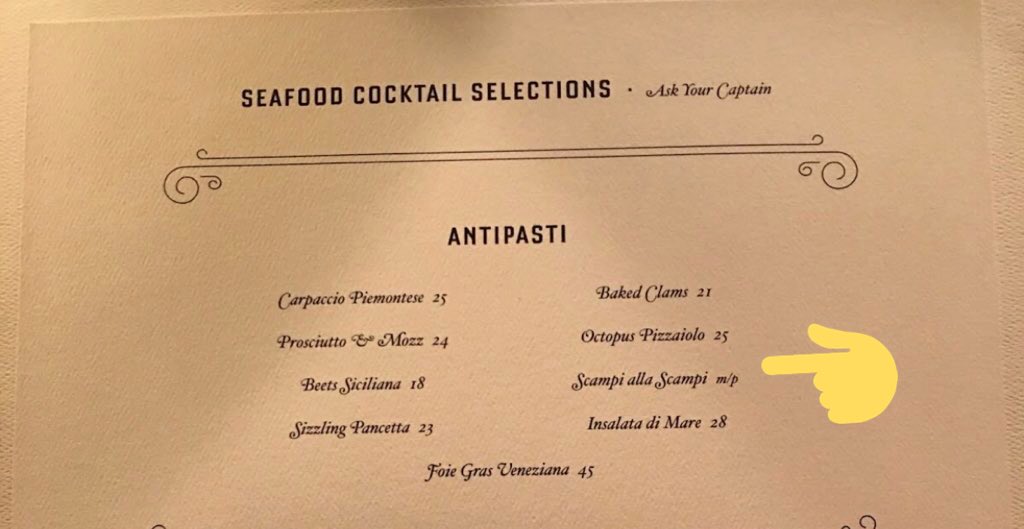 SEAFOOD COCKTAIL SELECTIONS · Ask Your Captain
ANTIPASTI
Carpaccio Piemontese 25
Prosciutto & Mozz 24
Beets Siciliana 18
Sizzling Pancetta 23
Baked Clams 21
Octopus Pizzaiolo 25
Scampi alla Scampi m/p
Insalata di Mare 28
Foie Gras Veneziana 45